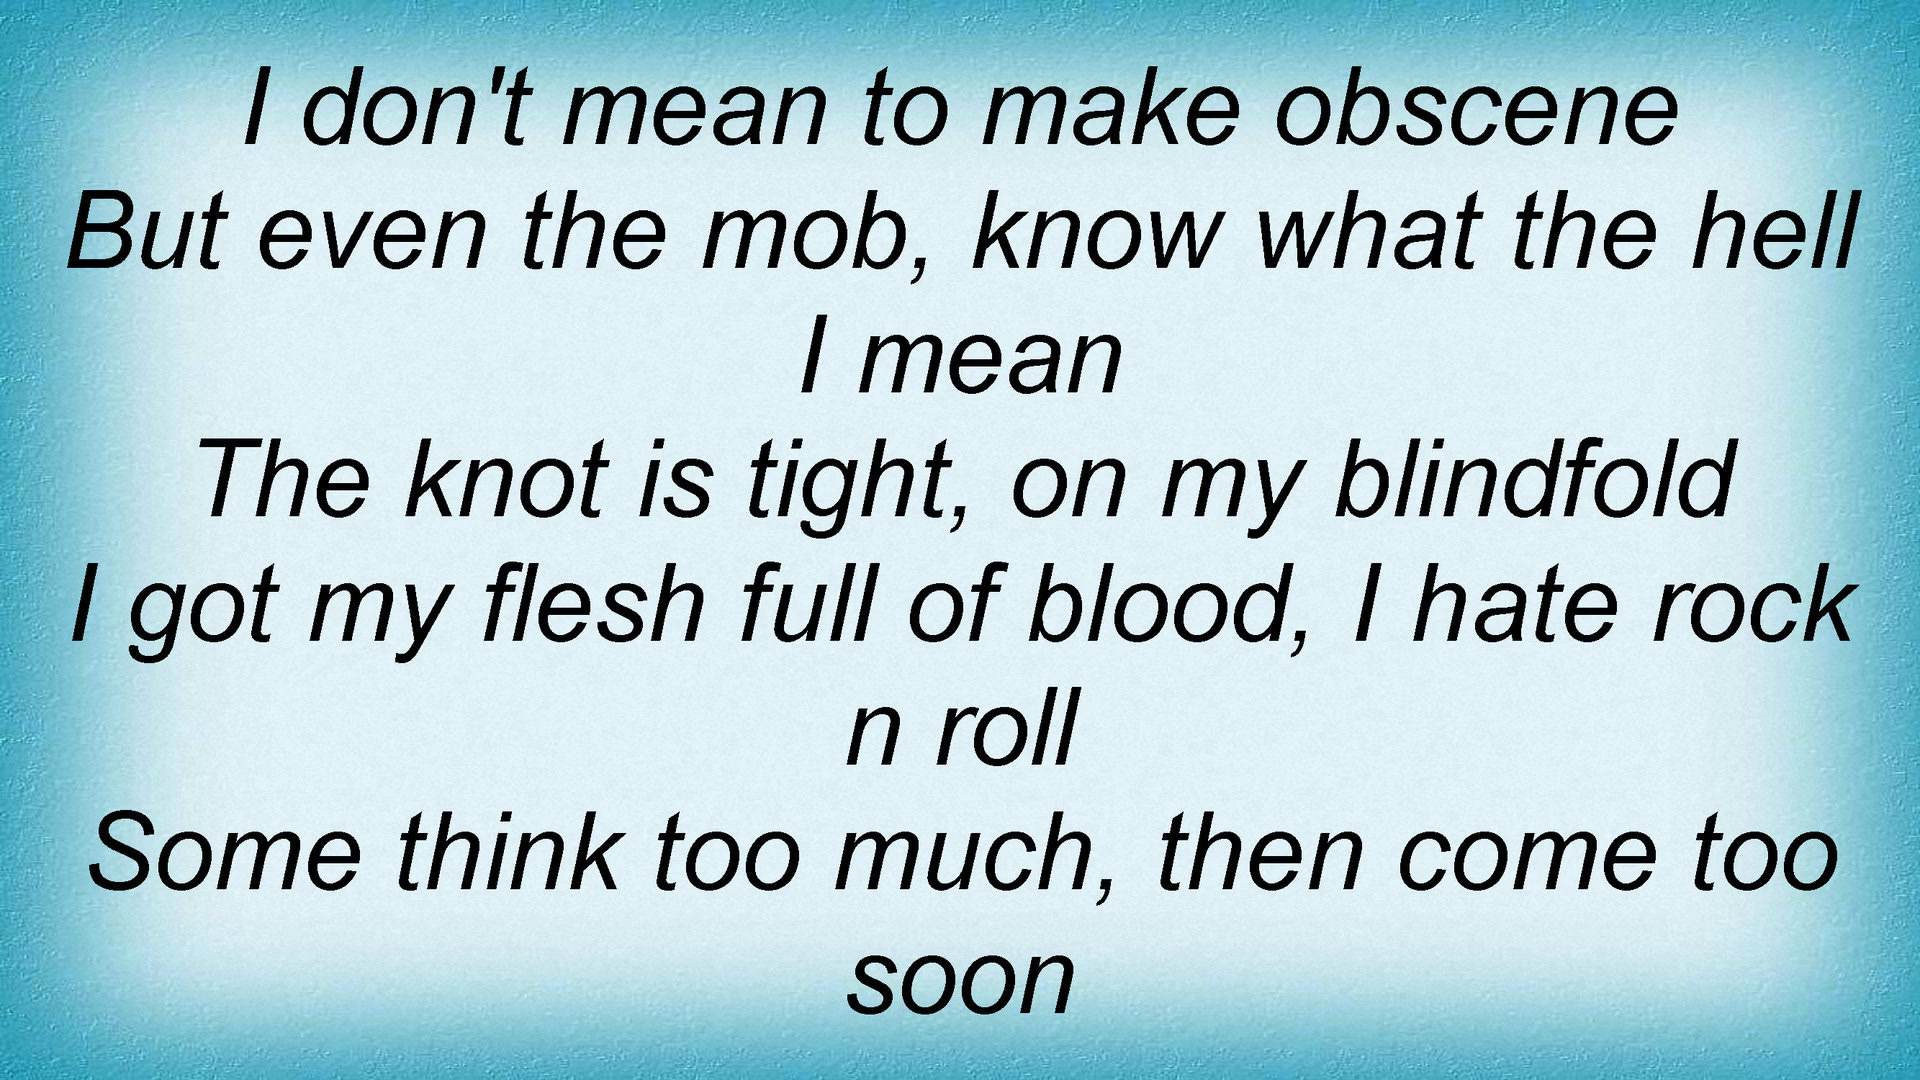 I don't mean to make obscene
But even the mob, know what the hell
I mean
The knot is tight, on my blindfold
I got my flesh full of blood, I hate rock
n roll
Some think too much, then come too
soon